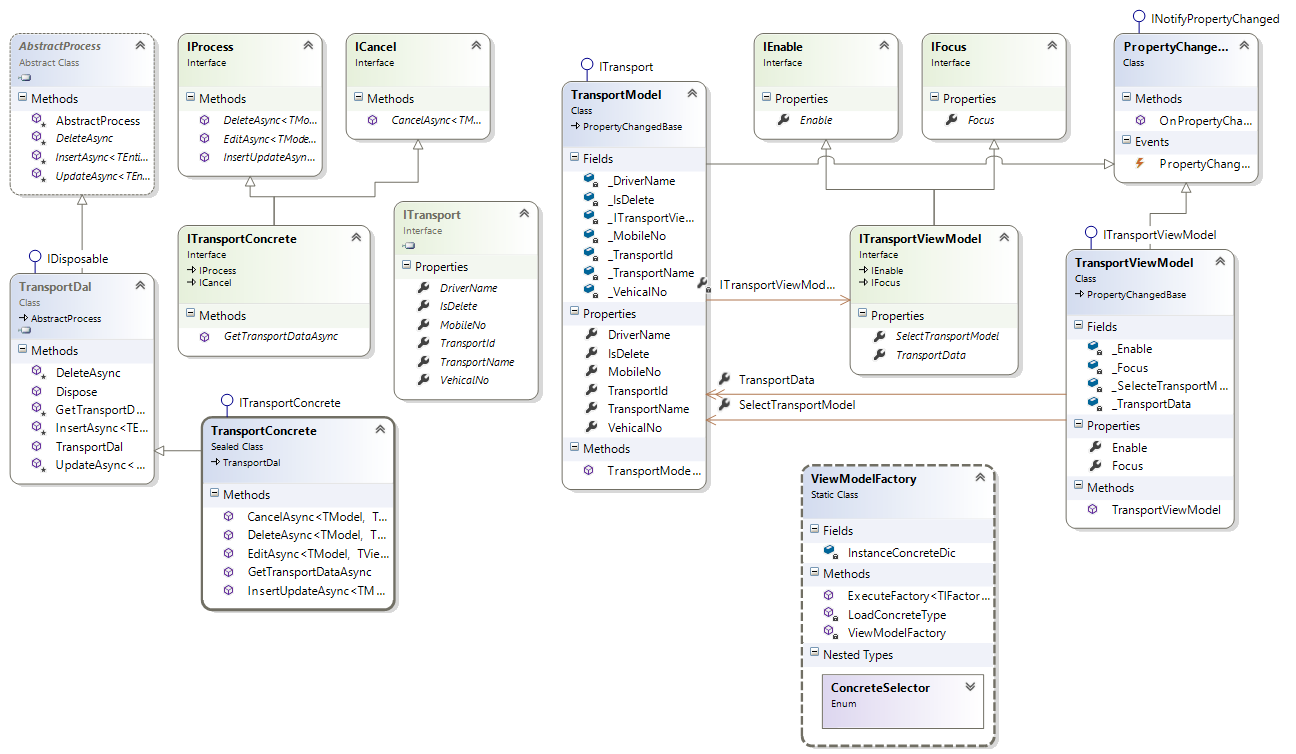 AbstractProcess
Abstract Class
Methods
AbstractProcess
DeleteAsync
InsertAsync<TEnti...
UpdateAsync<TEn...
IProcess
Interface
Methods
DeleteAsync<TMo...
EditAsync<TMode...
InsertUpdateAsyn...
ICancel
Interface
Methods
CancelAsync<TM...
ITransportConcrete
Interface
IProcess
ICancel
Methods
GetTransportDataAsync
ITransport
Interface
Properties
DriverName
IsDelete
MobileNo
TransportId
TransportName
VehicalNo
IDisposable
TransportDal
Class
AbstractProcess
Methods
DeleteAsync
Dispose
GetTransportD...
InsertAsync<TE...
TransportDal
UpdateAsync< ...
ITransportConcrete
TransportConcrete
Sealed Class
TransportDal
Methods
CancelAsync<TModel, T...
DeleteAsync<TModel, T...
EditAsync<TModel, TVie...
GetTransportDataAsync
InsertUpdateAsync<TM ...
ITransport
TransportModel
Class
PropertyChangedBase
Fields
_DriverName
_IsDelete
_ITransportVie...
_MobileNo
_TransportId
_TransportName
_VehicalNo
Properties
DriverName
IsDelete
MobileNo
TransportId
TransportName
VehicalNo
Methods
TransportMode...
ITransportViewMod...
TransportData
SelectTransportModel
IEnable
Interface
Properties
Enable
IFocus
Interface
Properties
Focus
ITransportViewModel
Interface
IEnable
IFocus
Properties
SelectTransportModel
TransportData
INotifyPropertyChanged
PropertyChange...
Class
Methods
OnPropertyCha...
Events
PropertyChang...
ITransportViewModel
TransportViewModel
Class
PropertyChangedBase
Fields
_Enable
_Focus
_SelecteTransportM ...
_TransportData
Properties
Enable
Focus
Methods
TransportViewModel
ViewModelFactory
Static Class
Fields
InstanceConcreteDic
Methods
ExecuteFactory<TIFactor...
LoadConcreteType
ViewModelFactory
Nested Types
ConcreteSelector
Enum